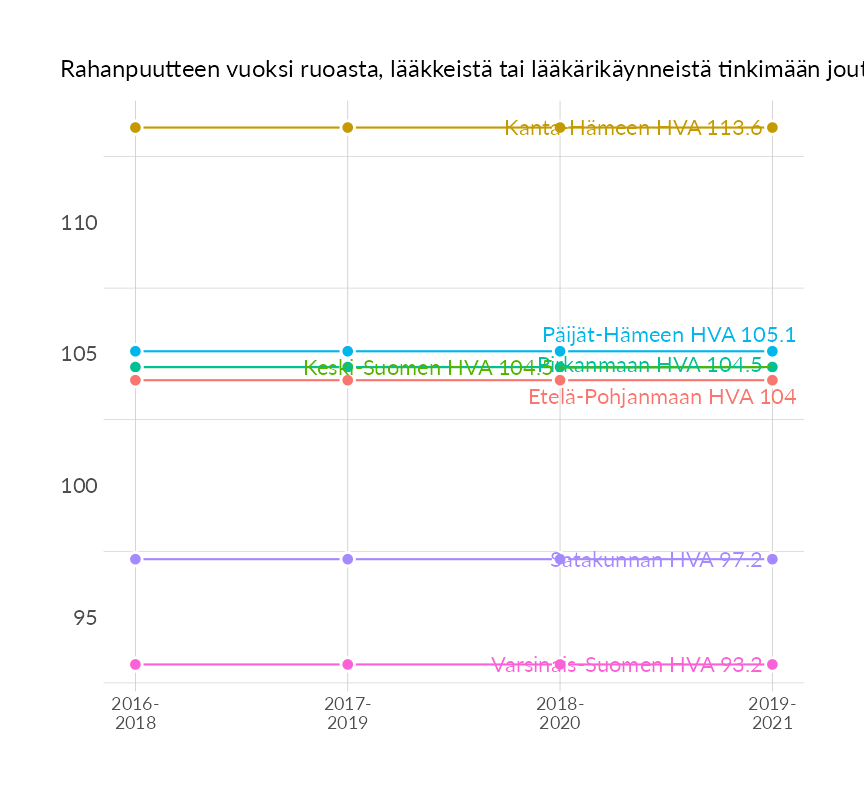 Rahanpuutteen vuoksi ruoasta, lääkkeistä tai lääkärikäynneistä tinkimään
Kanta-Hämeen HVA 113.6
110
Päijät-Hämeen HVA 105.1
105
Keski-Suomen HVA 104.5
Pirkanmaan HVA 104.5
Etelä-Pohjanmaan HVA 104
100
Satakunnan HVA 97.2
95
Varsinais-Suomen HVA 93.2
2016-
2018
2017-
2019
2018-
2020
2019-
2021